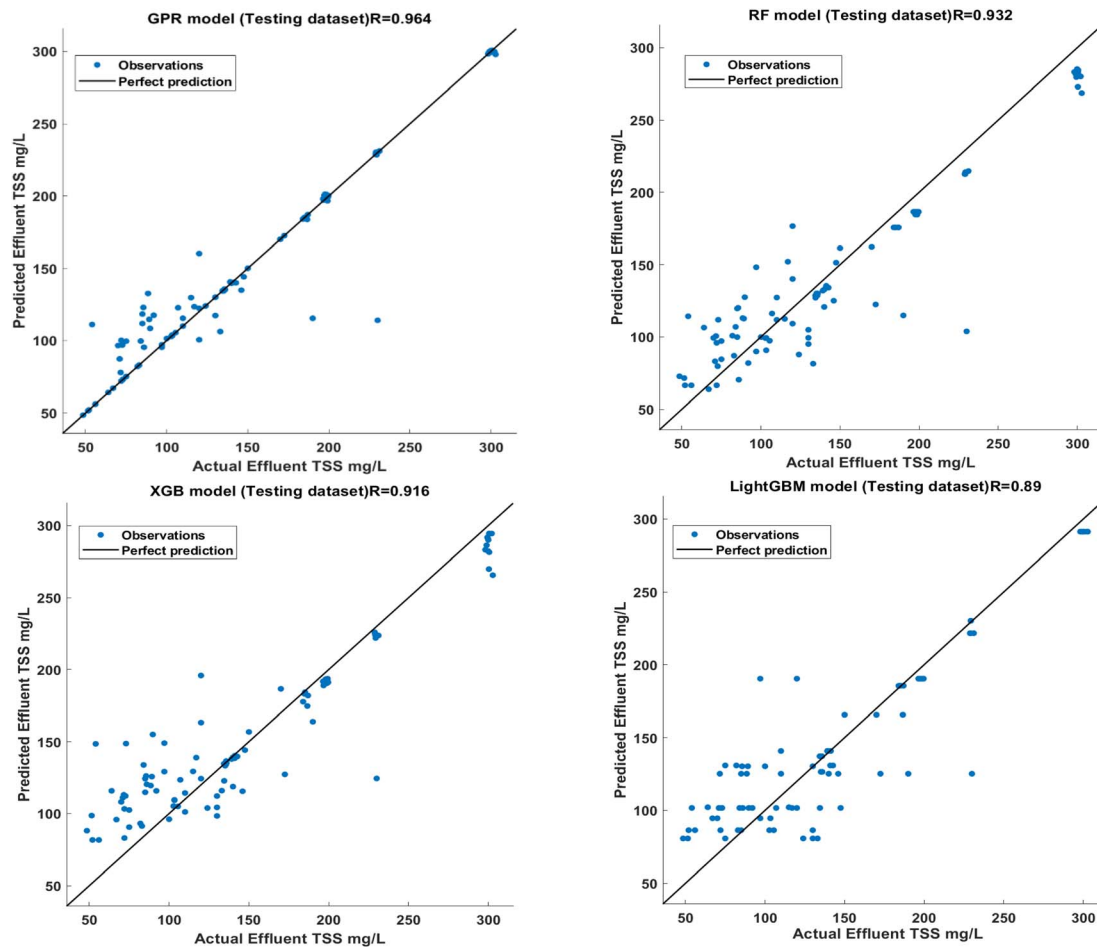 GPR model (Testing dataset)R=0.964
Observations
Perfect prediction
Predicted Effluent TSS mg/L
300
250
200
150
100
50
50 100 150 200 250 300
Actual Effluent TSS mg/L
RF model (Testing dataset)R=0.932
Observations
Perfect prediction
Predicted Effluent TSS mg/L
300
250
200
150
100
50
50 100 150 200 250 300
Actual Effluent TSS mg/L
XGB model (Testing dataset)R=0.916
Observations
Perfect prediction
Predicted Effluent TSS mg/L
300
250
200
150
100
50
50 100 150 200 250 300
Actual Effluent TSS mg/L
LightGBM model (Testing dataset)R=0.89
Observations
Perfect prediction
Predicted Effluent TSS mg/L
300
250
200
150
100
50
50 100 150 200 250 300
Actual Effluent TSS mg/L